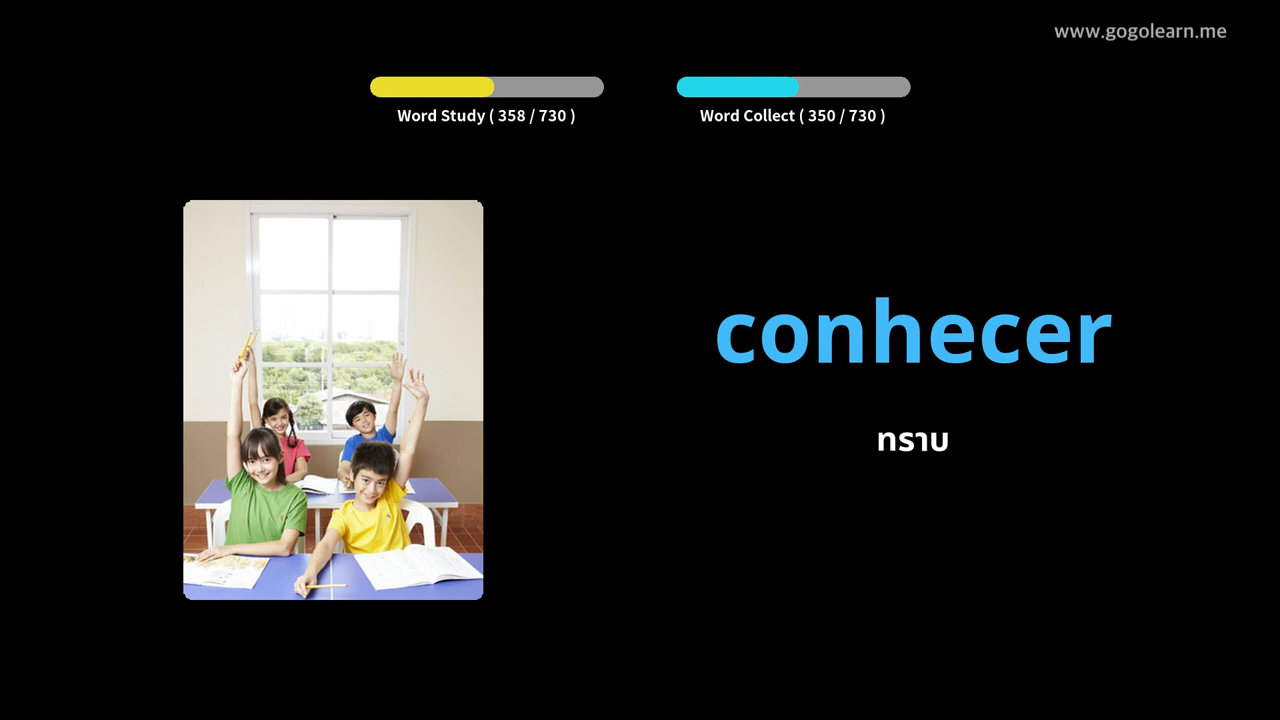 www.gogolearn.me
Word Study ( 358 / 730 )
Word Collect ( 350 / 730 )
conhecer
ทราบ